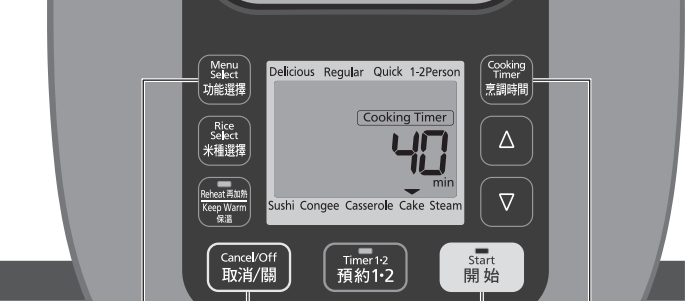 Menu
Select
功能選擇
Delicious Regular Quick 1-2Person
Cooking
Timer
烹調時間
Rice
Select
米種選擇
Cooking Timer
40
min
Reheat 再加熱
Keep Warm
保溫
Sushi Congee Casserole Cake Steam
Cancel/Off
取消/關
Timer 1•2
預約1•2
Start
開始